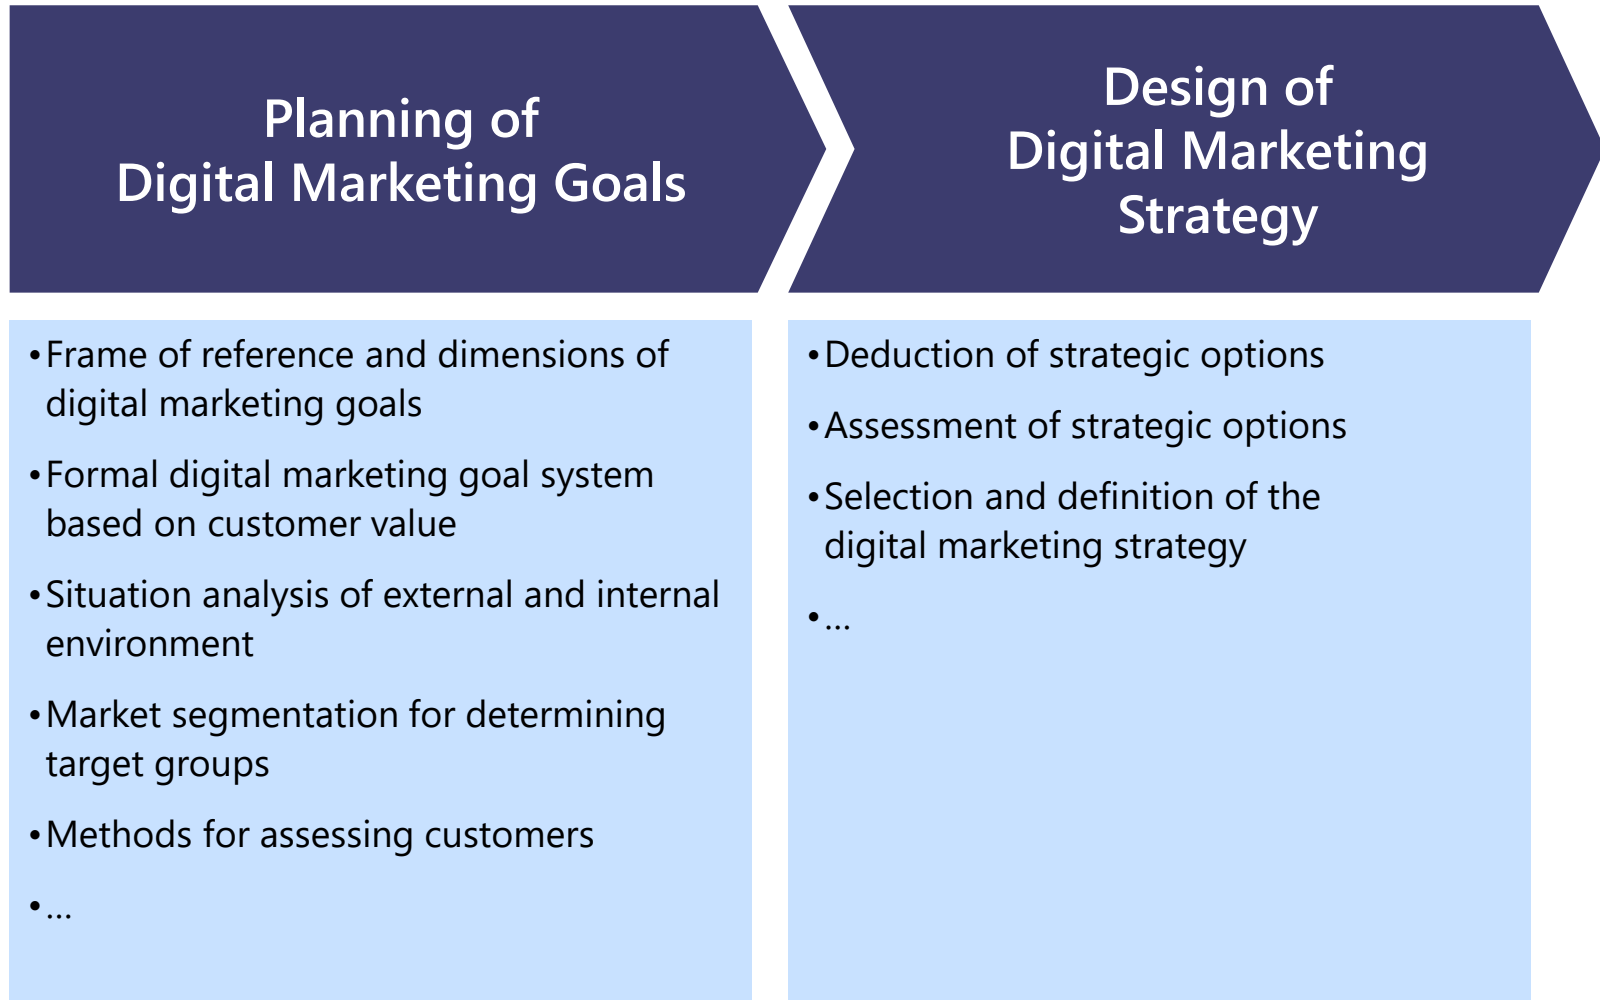 Planning of
Digital Marketing Goals
Design of
Digital Marketing
Strategy
•Frame of reference and dimensions of
digital marketing goals
•Formal digital marketing goal system
based on customer value
•Situation analysis of external and internal
environment
•Market segmentation for determining
target groups
•Methods for assessing customers
•...
•Deduction of strategic options
•Assessment of strategic options
•Selection and definition of the
digital marketing strategy
•...